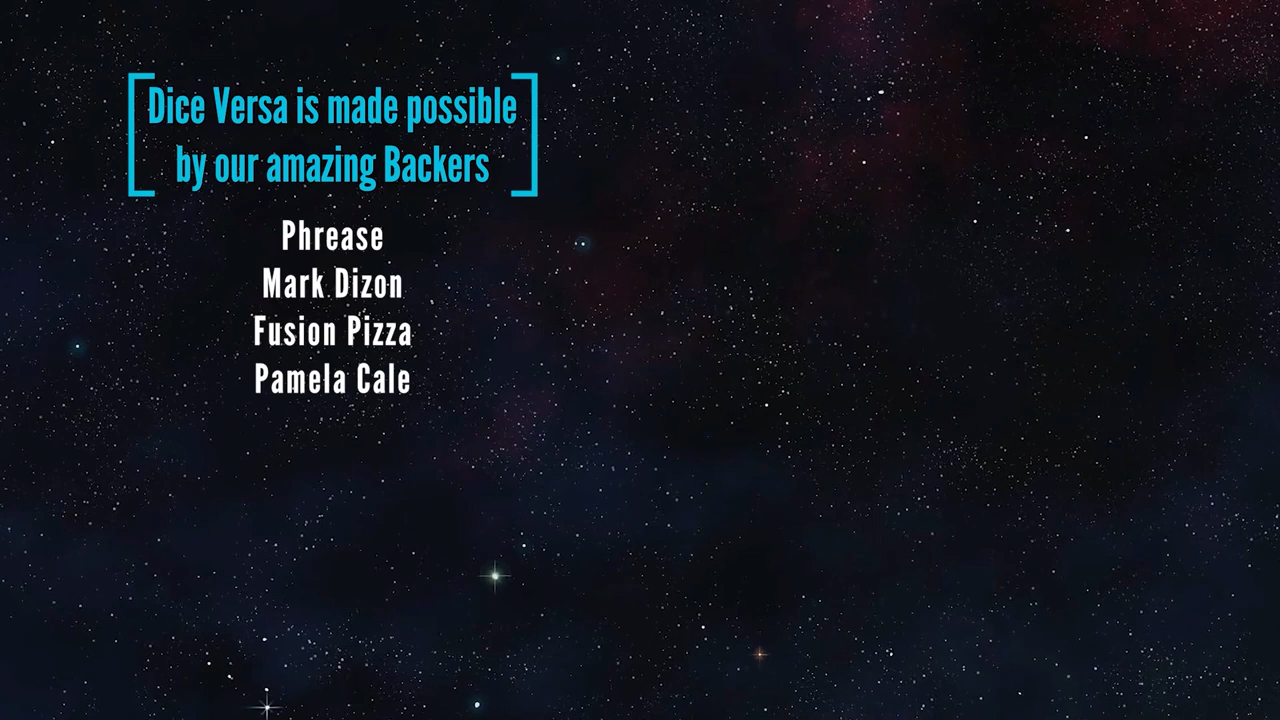 Dice Versa is made possible
by our amazing Backers
Phrease
Mark Dizon
Fusion Pizza
Pamela Cale